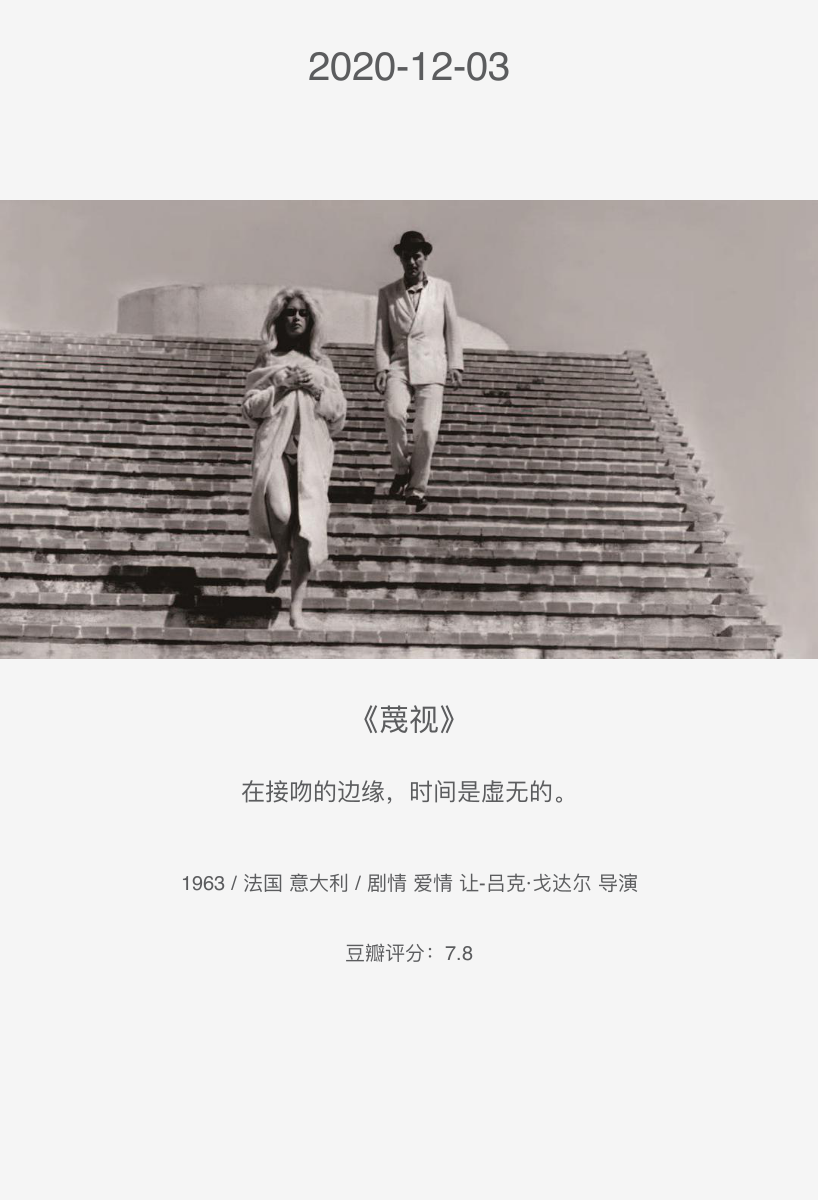 2020-12-03
《蔑视》
在接吻的边缘，时间是虚无的。
1963 / 法国 意大利 / 剧情 爱情 让-吕克·戈达尔 导演
豆瓣评分：7.8